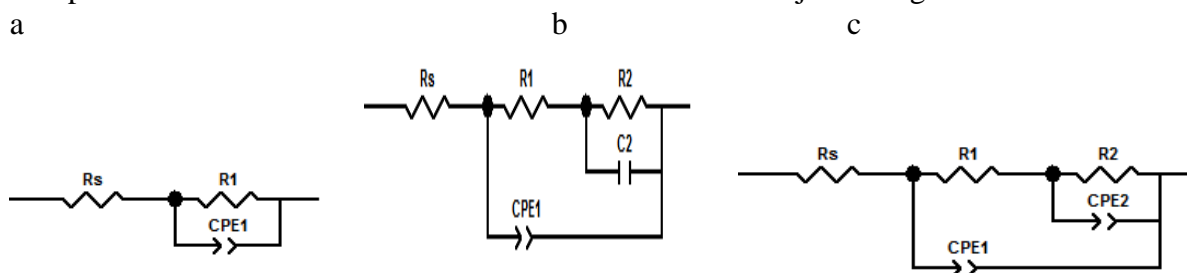 a b c
Rs R1 R2
C2
CPE1
Rs R1
CPE1
Rs R1 R2
CPE2
CPE1